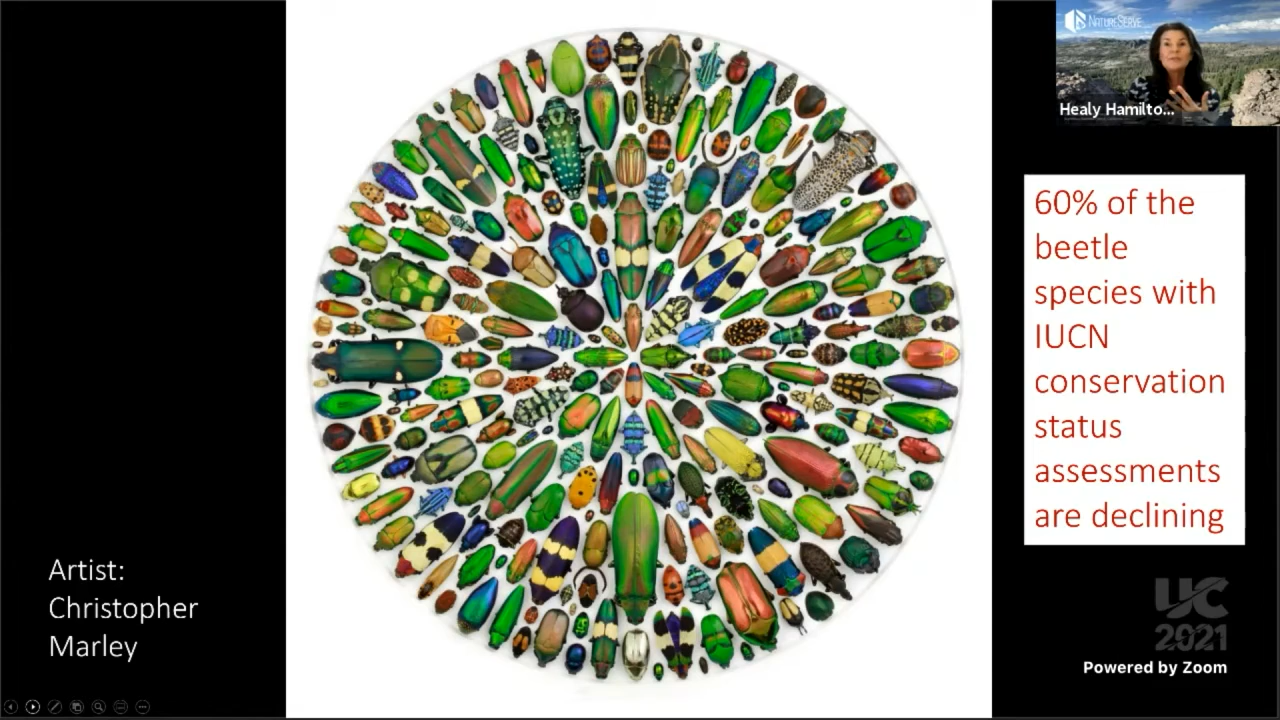 NATURESERVE
Healy Hamilto...
60% of the
beetle
species with
IUCN
conservation
status
assessments
are declining
Artist:
Christopher
Marley
UC
2021
Powered by Zoom